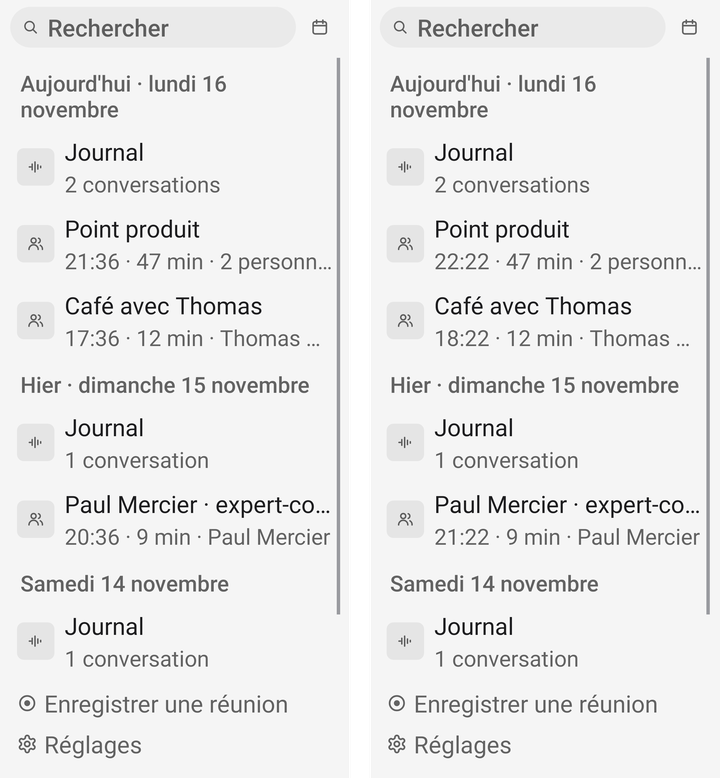 Rechercher
Aujourd'hui · lundi 16
novembre
Journal
2 conversations
Point produit
21:36 · 47 min · 2 personn...
Café avec Thomas
17:36 · 12 min · Thomas ...
Hier · dimanche 15 novembre
Journal
1 conversation
Paul Mercier · expert-co...
20:36 · 9 min · Paul Mercier
Samedi 14 novembre
Journal
1 conversation
Enregistrer une réunion
Réglages
Rechercher
Aujourd'hui · lundi 16
novembre
Journal
2 conversations
Point produit
22:22 · 47 min · 2 personn...
Café avec Thomas
18:22 · 12 min · Thomas ...
Hier · dimanche 15 novembre
Journal
1 conversation
Paul Mercier · expert-co...
21:22 · 9 min · Paul Mercier
Samedi 14 novembre
Journal
1 conversation
Enregistrer une réunion
Réglages